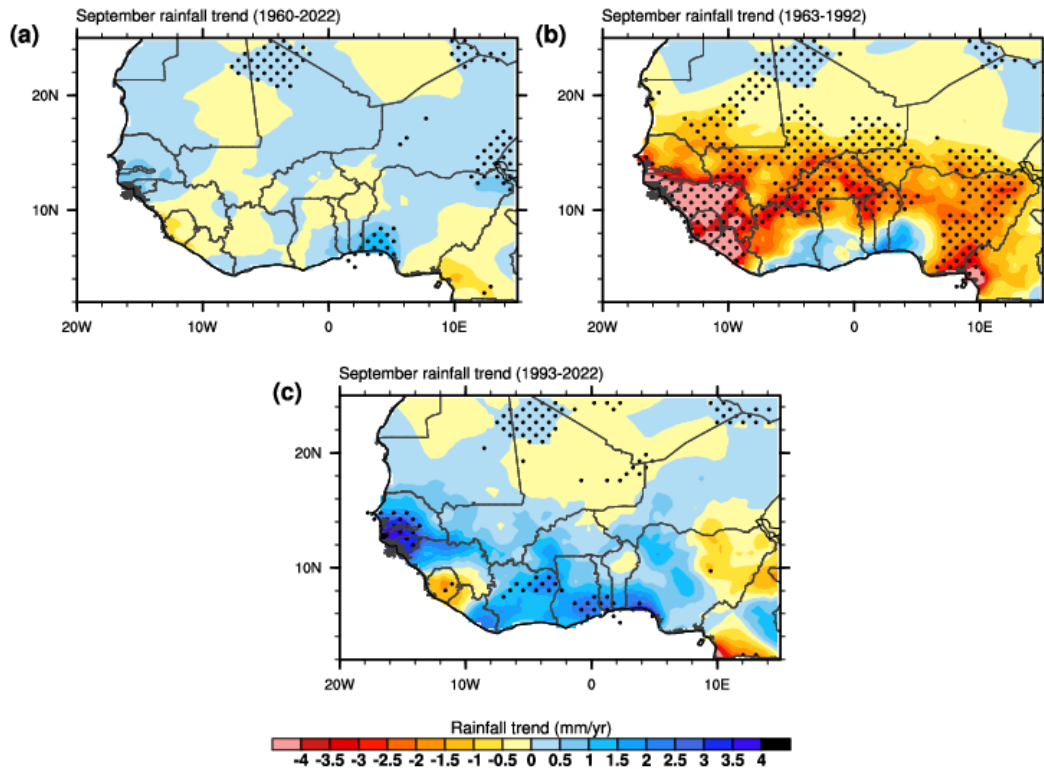 September rainfall trend (1960-2022)
(a)
20N
10N
20W 10W 0 10E
September rainfall trend (1963-1992)
(b)
20N
10N
20W 10W 0 10E
September rainfall trend (1993-2022)
(c)
20N
10N
20W 10W 0 10E
Rainfall trend (mm/yr)
-4 -3.5 -3 -2.5 -2 -1.5 -1 -0.5 0 0.5 1 1.5 2 2.5 3 3.5 4